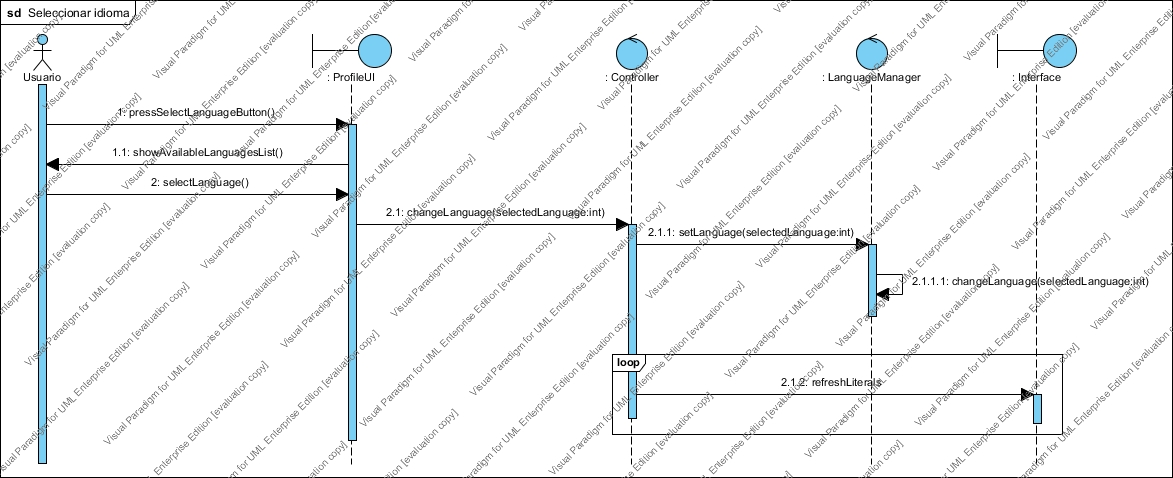 sd Seleccionar idioma
Usuario
: ProfileUI
: Controller
: LanguageManager
: Interface
1: pressSelectLanguageButton()
1.1: showAvailableLanguagesList()
2: selectLanguage()
2.1: changeLanguage(selectedLanguage:int)
2.1.1: setLanguage(selectedLanguage:int)
2.1.1.1: changeLanguage(selectedLanguage:int)
loop
2.1.2: refreshLiterals
Visual Paradigm for UML Enterprise Edition [evaluation copy]